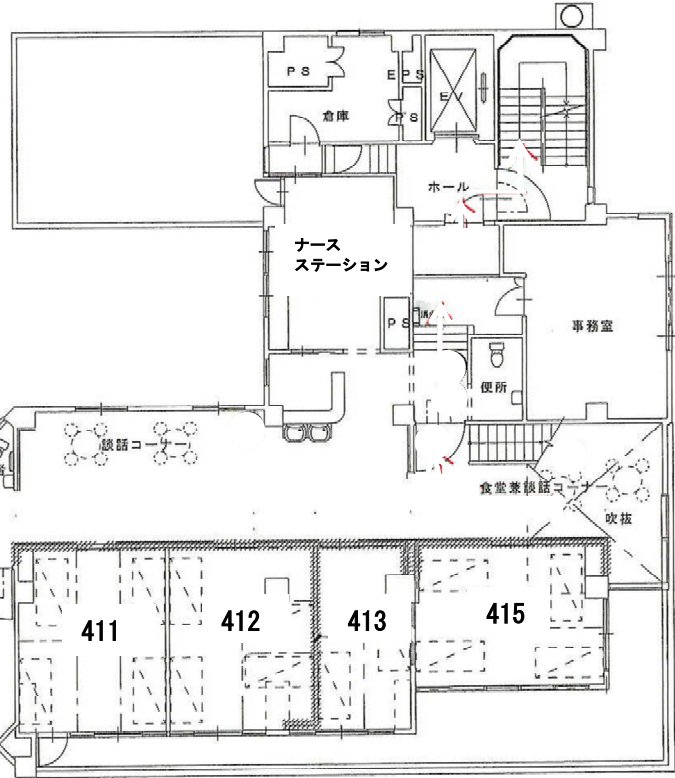 PS
EPS
PS
EV
倉庫
ホール
ナース
ステーション
PS
事務室
便所
談話コーナー
食堂兼談話コーナー
吹抜
411
412
413
415